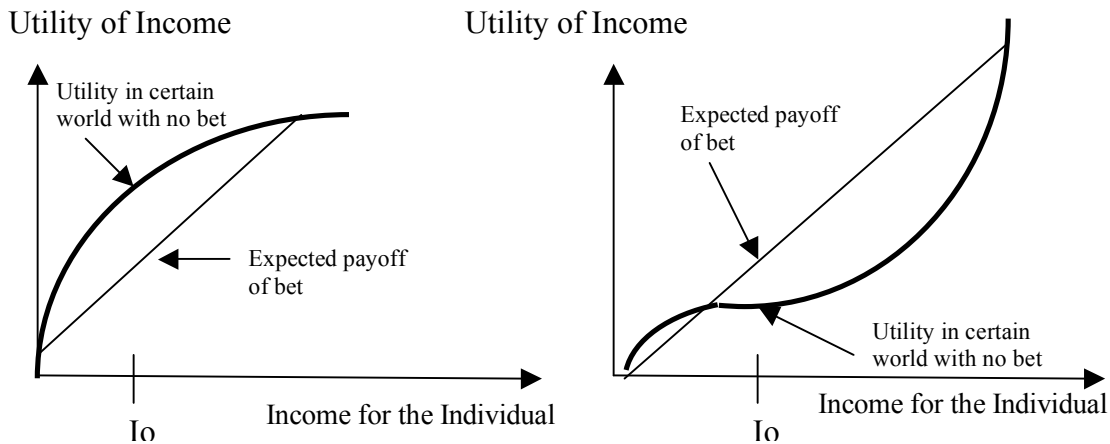 Utility of Income
Utility in certain
world with no bet
Expected payoff
of bet
Income for the Individual
Io
Utility of Income
Expected payoff
of bet
Utility in certain
world with no bet
Income for the Individual
Io